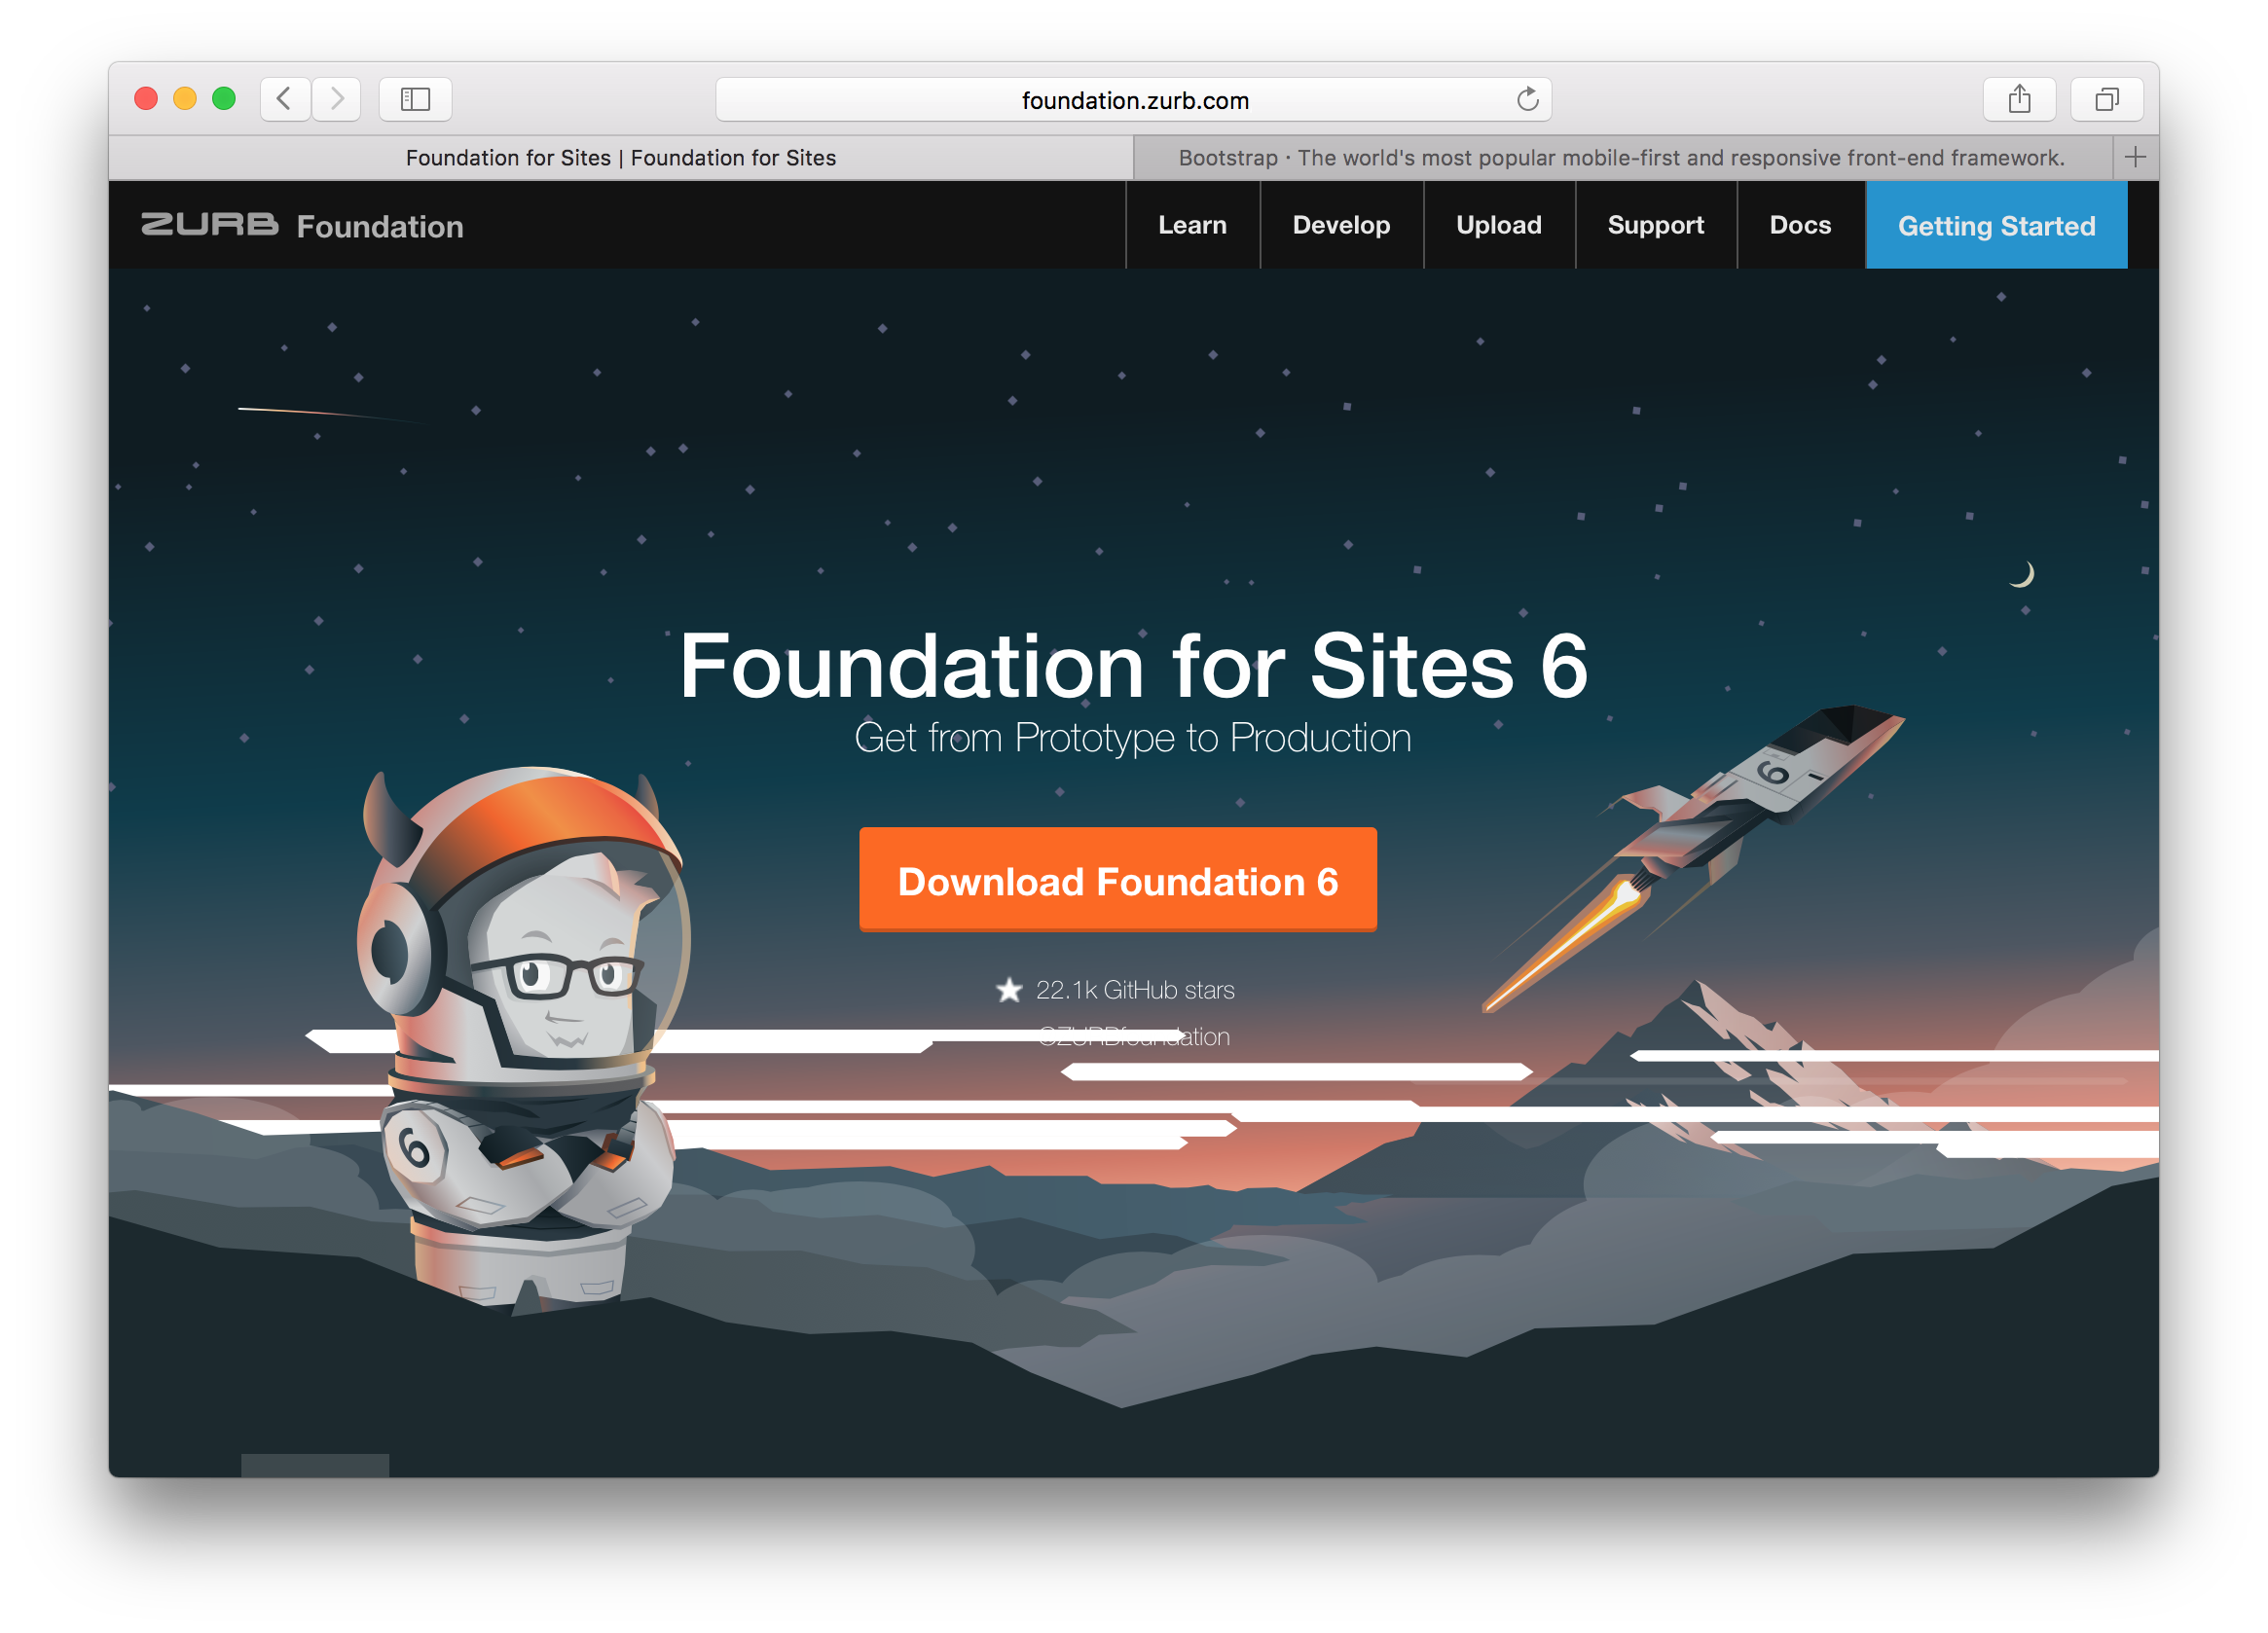 foundation.zurb.com
Foundation for Sites | Foundation for Sites
Bootstrap · The world's most popular mobile-first and responsive front-end framework.
ZURB Foundation
Learn
Develop
Upload
Support
Docs
Getting Started
Foundation for Sites 6
Get from Prototype to Production
6
Download Foundation 6
22.1k GitHub stars
@ZURBfoundation
6